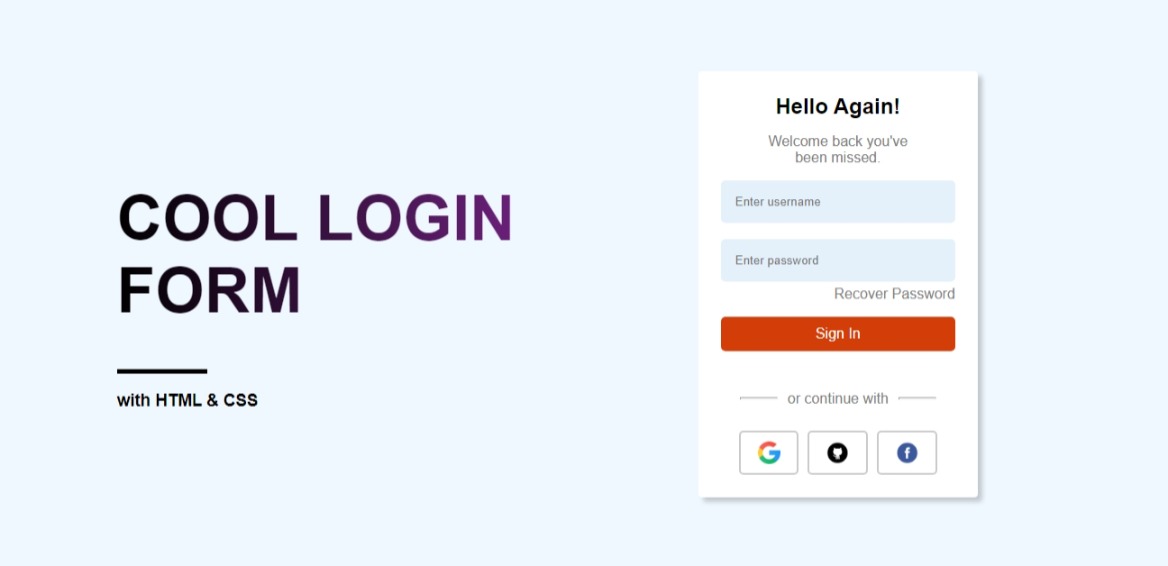 COOL LOGIN
FORM
with HTML & CSS
Hello Again!
Welcome back you've
been missed.
Enter username
Enter password
Recover Password
Sign In
or continue with